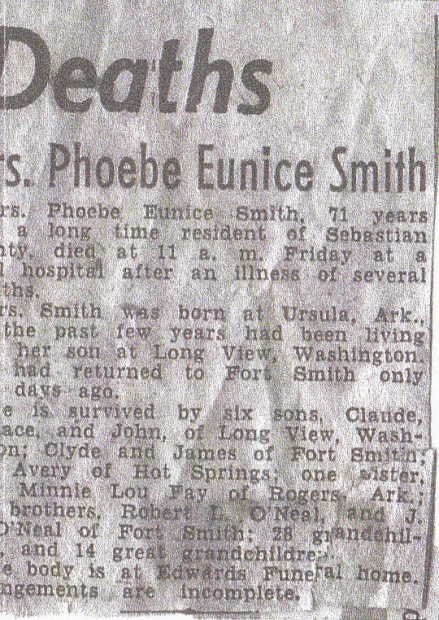 Deaths
rs. Phoebe Eunice Smith
rs. Phoebe Eunice Smith, 71 years
a long time resident of Sebastian
nty, died at 11 a. m. Friday at a
l hospital after an illness of several
ths.
rs. Smith was born at Ursula, Ark.,
the past few years had been living
her son at Long View, Washington.
had returned to Fort Smith only
days ago.
e is survived by six sons, Claude,
ace, and John, of Long View, Wash-
on; Clyde and James of Fort Smith;
Avery of Hot Springs; one sister,
Minnie Lou Fay of Rogers, Ark.;
brothers, Robert L. O'Neal, and J.
O'Neal of Fort Smith; 28 grandchil-
, and 14 great grandchildren.
e body is at Edwards Funeral home.
ngements are incomplete.